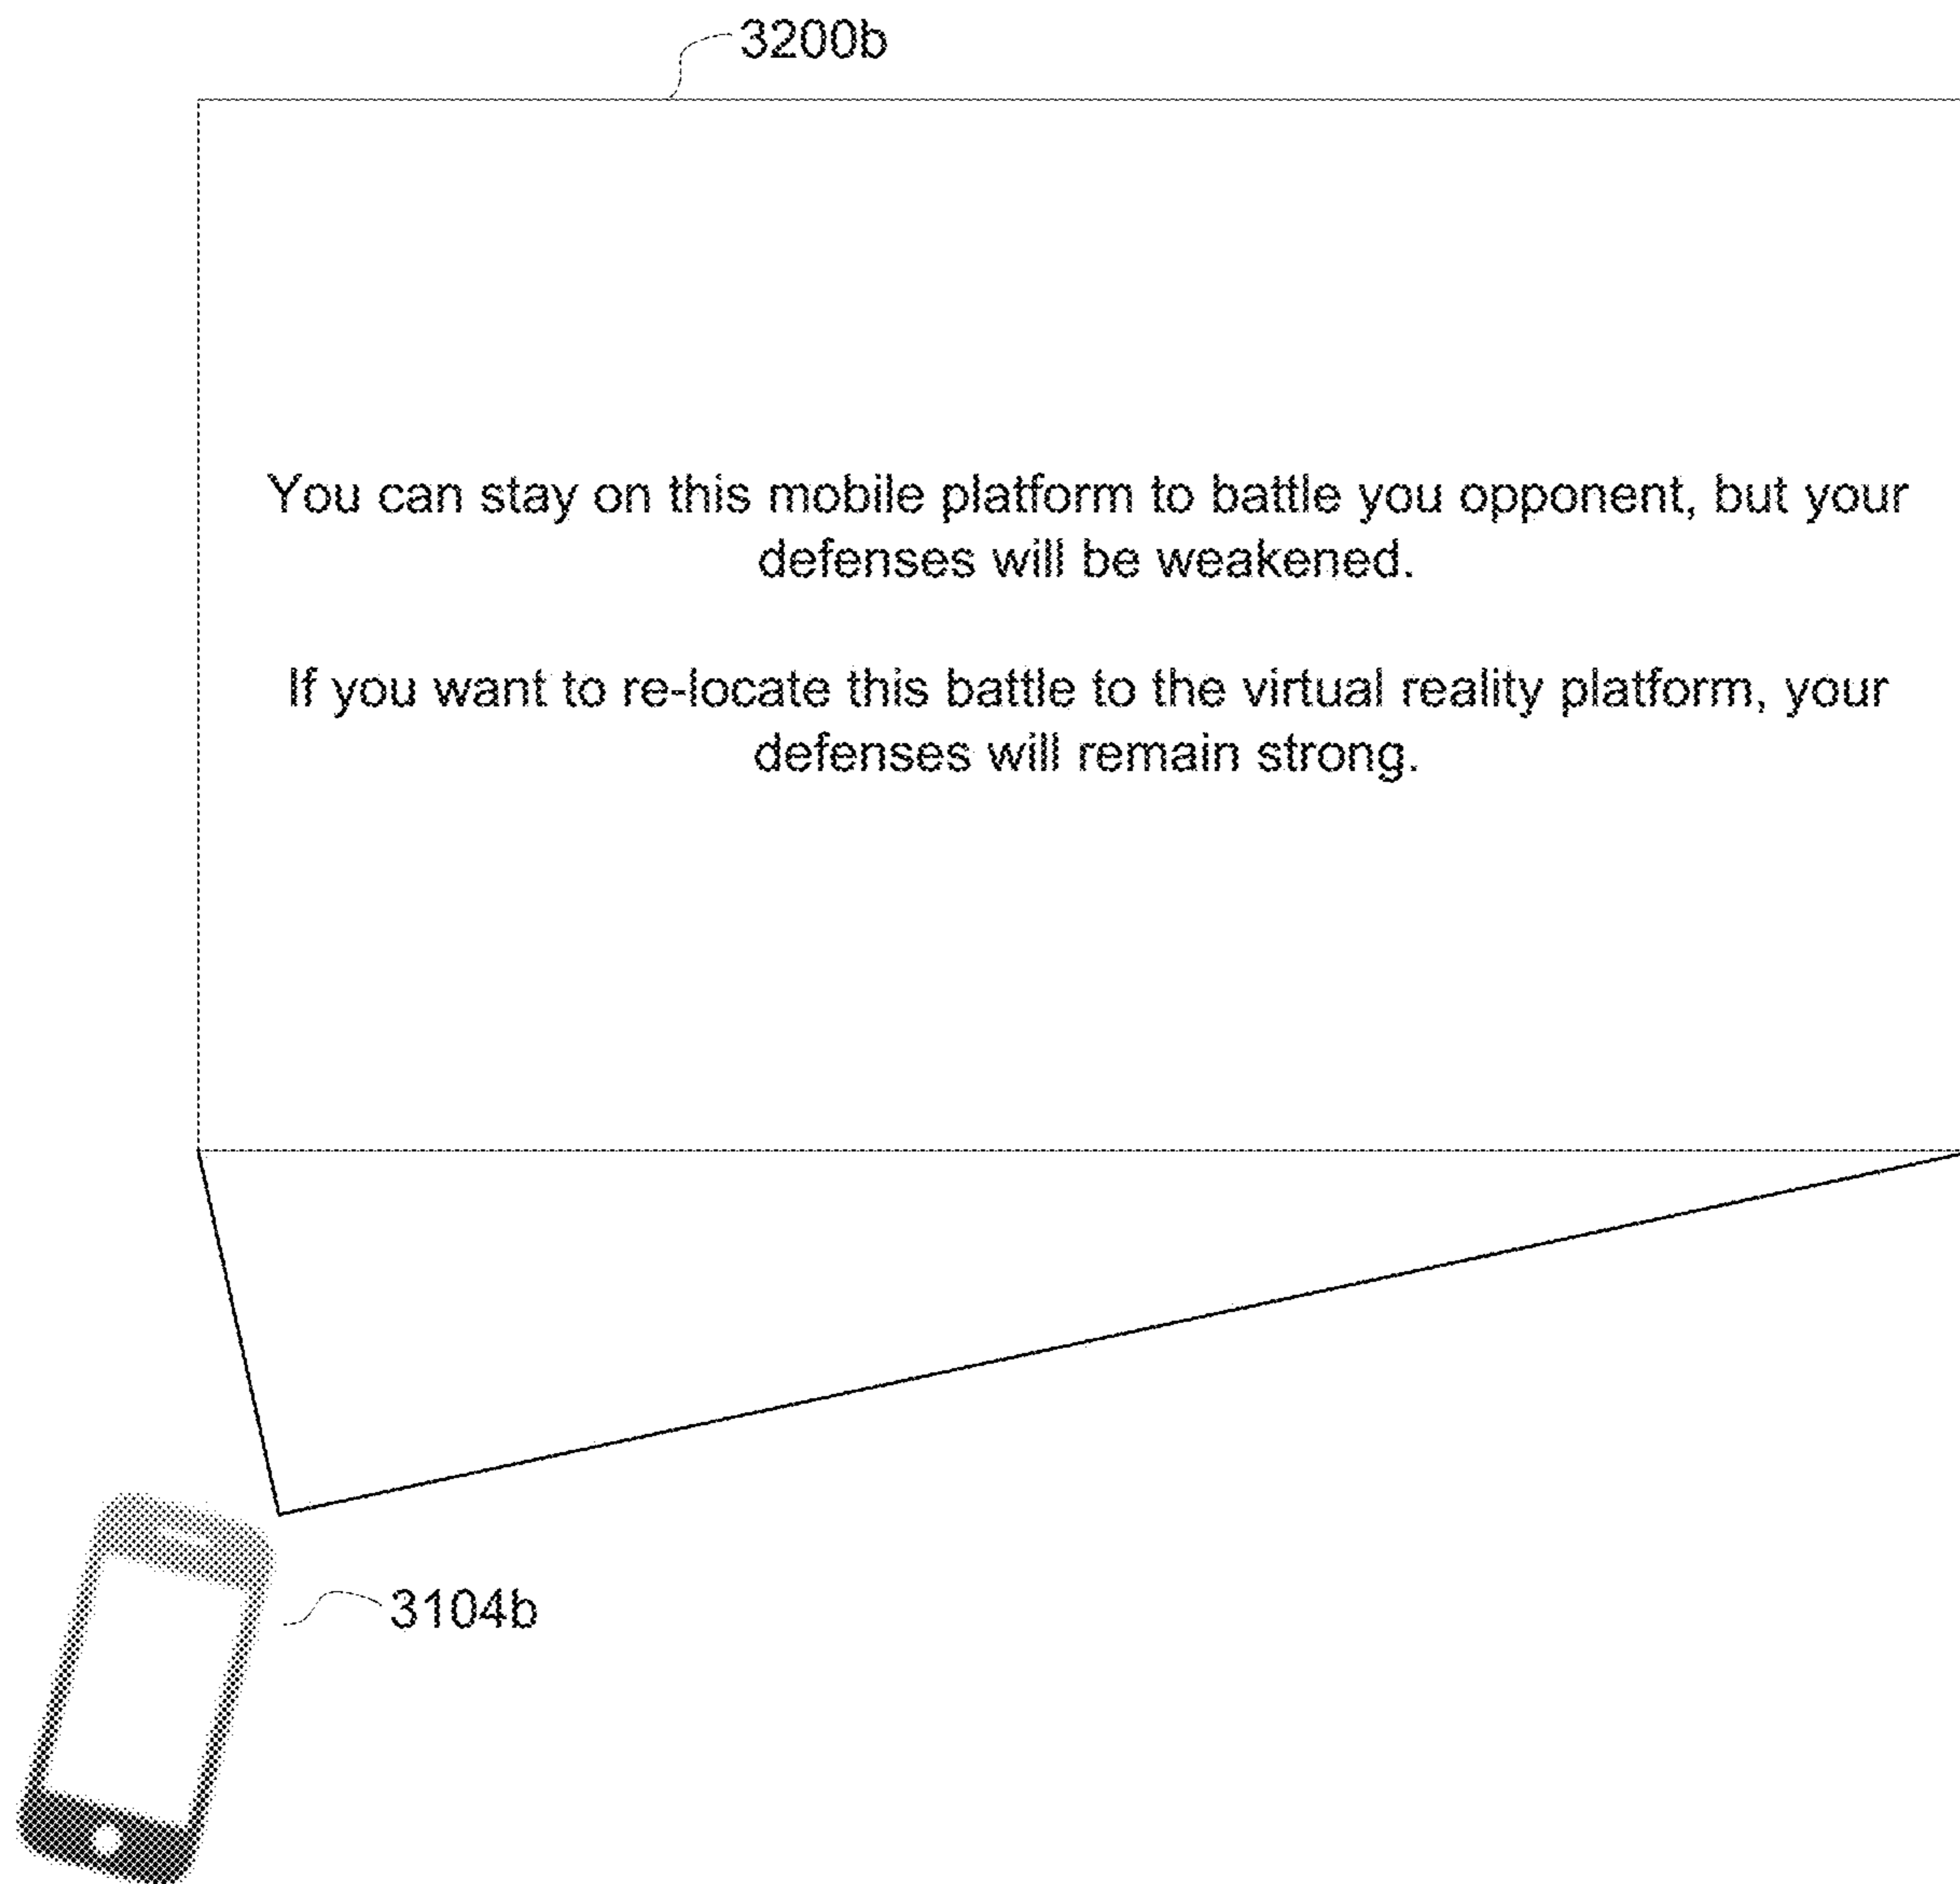 3200b
You can stay on this mobile platform to battle you opponent, but your
defenses will be weakened.
If you want to re-locate this battle to the virtual reality platform, your
defenses will remain strong.
3104b